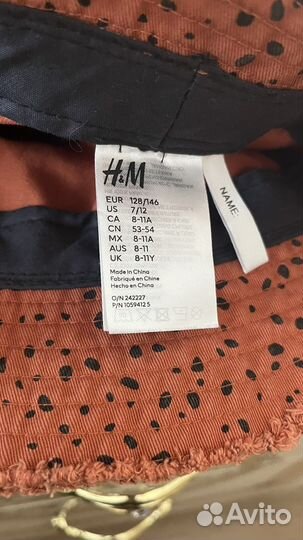 H&M
EUR 128/146
US 7/12
CA 8-11A
CN 53-54
MX 8-11A
AUS 8-11
UK 8-11Y
Made in China
Fabriqué en Chine
Hecho en China
O/N 242227
P/N 1059412 5
NAME:
Avito